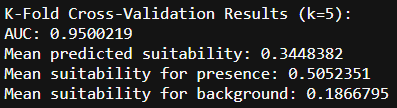 K-Fold Cross-Validation Results (k=5):
AUC: 0.9500219
Mean predicted suitability: 0.3448382
Mean suitability for presence: 0.5052351
Mean suitability for background: 0.1866795